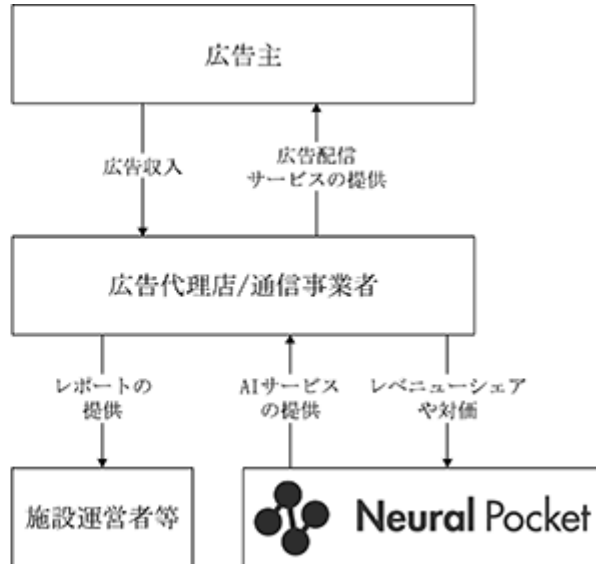 広告主
広告収入
広告配信
サービスの提供
広告代理店/通信事業者
レポートの
提供
AIサービス
の提供
レベニューシェア
や対価
施設運営者等
Neural Pocket